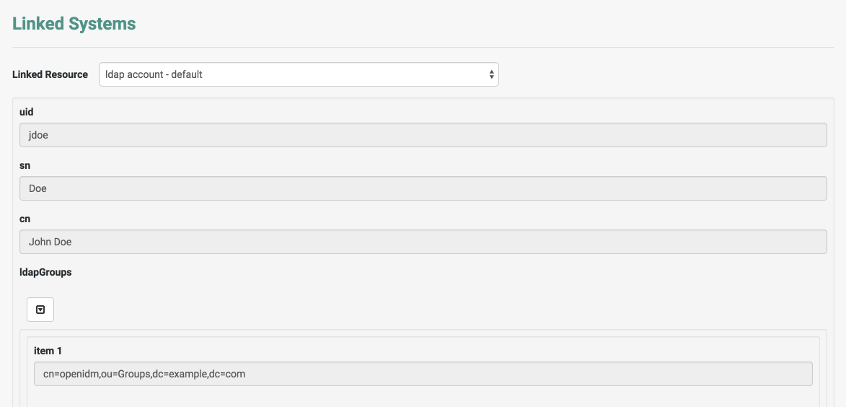 Linked Systems
Linked Resource ldap account - default
uid
jdoe
sn
Doe
cn
John Doe
ldapGroups
item 1
cn=openidm,ou=Groups,dc=example,dc=com